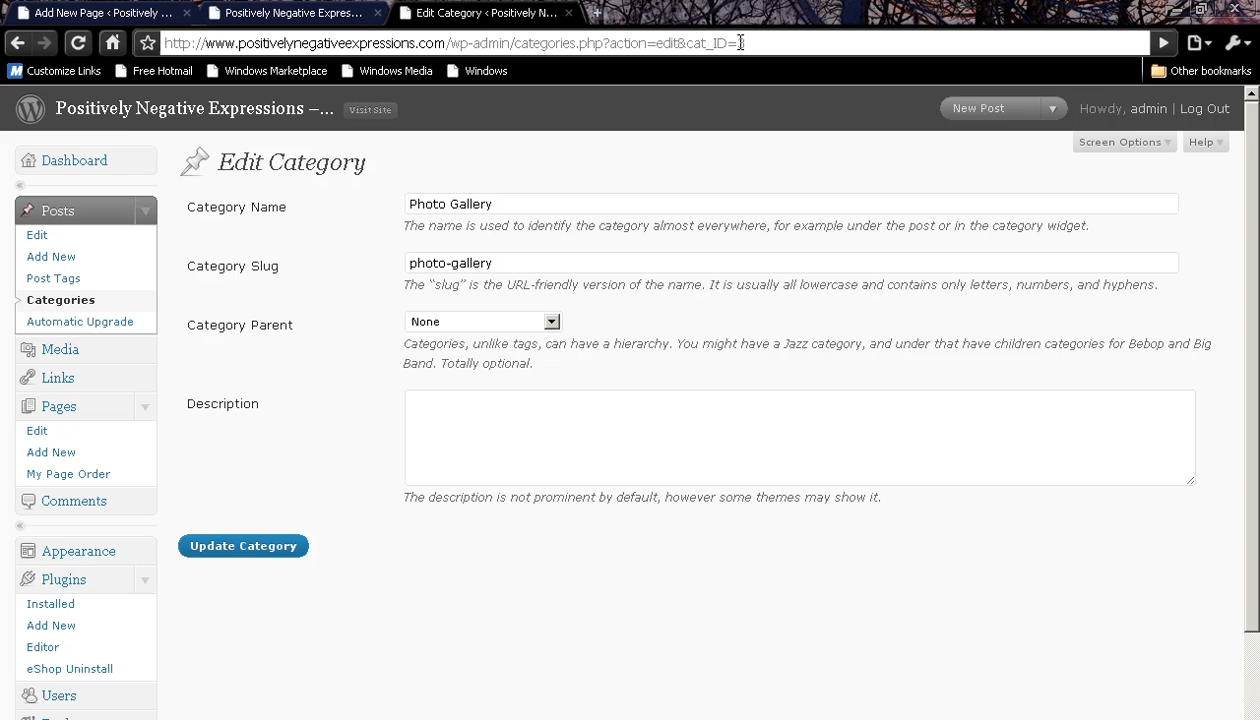 Add New Page ‹ Positively ...
Positively Negative Expres...
Edit Category ‹ Positively N...
http://www.positivelynegativeexpressions.com/wp-admin/categories.php?action=edit&cat_ID=
Customize Links
Free Hotmail
Windows Marketplace
Windows Media
Windows
Other bookmarks
Positively Negative Expressions –...
Visit Site
New Post
Howdy, admin | Log Out
Screen Options
Help
Dashboard
Posts
Edit
Add New
Post Tags
Categories
Automatic Upgrade
Media
Links
Pages
Edit
Add New
My Page Order
Comments
Appearance
Plugins
Installed
Add New
Editor
eShop Uninstall
Users
Edit Category
Category Name
Photo Gallery
The name is used to identify the category almost everywhere, for example under the post or in the category widget.
Category Slug
photo-gallery
The “slug” is the URL-friendly version of the name. It is usually all lowercase and contains only letters, numbers, and hyphens.
Category Parent
None
Categories, unlike tags, can have a hierarchy. You might have a Jazz category, and under that have children categories for Bebop and Big
Band. Totally optional.
Description
The description is not prominent by default, however some themes may show it.
Update Category